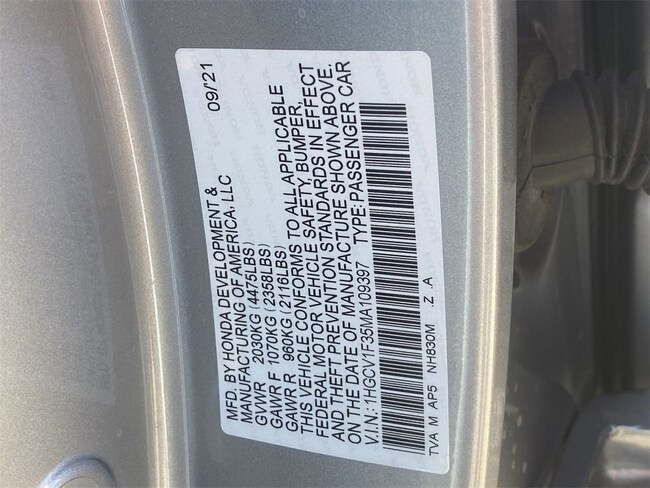 MFD. BY HONDA DEVELOPMENT & 09/21
MANUFACTURING OF AMERICA, LLC
GVWR 2030KG (4475LBS)
GAWR F 1070KG (2358LBS)
GAWR R 960KG (2116LBS)
THIS VEHICLE CONFORMS TO ALL APPLICABLE
FEDERAL MOTOR VEHICLE SAFETY, BUMPER,
AND THEFT PREVENTION STANDARDS IN EFFECT
ON THE DATE OF MANUFACTURE SHOWN ABOVE.
V.I.N.: 1HGCV1F35MA109397 TYPE: PASSENGER CAR
TVA M AP5 NH830M .Z .A